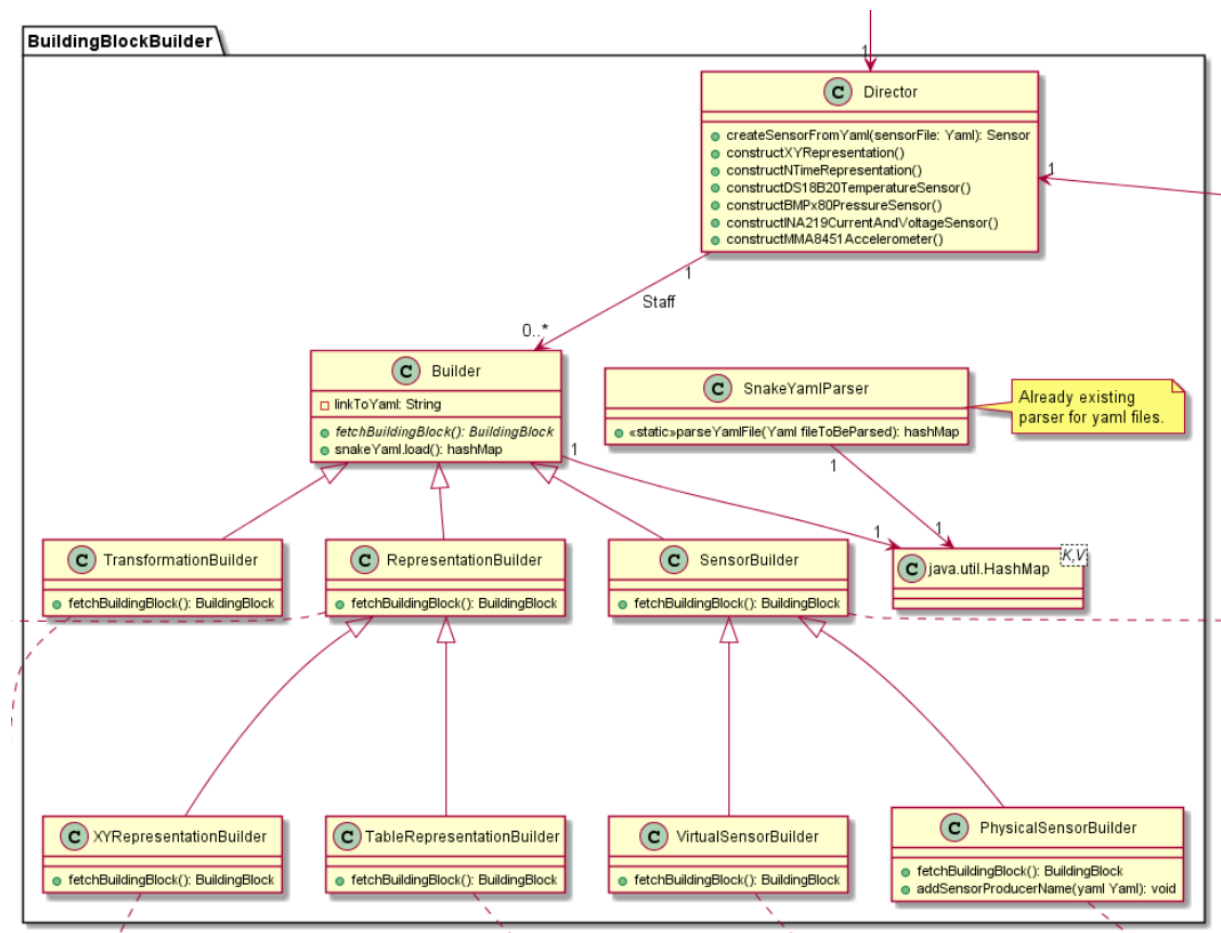 BuildingBlockBuilder
1
C Director
createSensorFromYaml(sensorFile: Yaml): Sensor
constructXYRepresentation()
constructNTimeRepresentation()
constructDS18B20TemperatureSensor()
constructBMPx80PressureSensor()
constructINA219CurrentAndVoltageSensor()
constructMMA8451Accelerometer()
1
1
Staff
0..*
C Builder
linkToYaml: String
fetchBuildingBlock(): BuildingBlock
snakeYaml.load(): hashMap
1
C SnakeYamlParser
«static»parseYamlFile(Yaml fileToBeParsed): hashMap
Already existing
parser for yaml files.
1
1
1
C TransformationBuilder
fetchBuildingBlock(): BuildingBlock
C RepresentationBuilder
fetchBuildingBlock(): BuildingBlock
C SensorBuilder
fetchBuildingBlock(): BuildingBlock
C java.util.HashMap
K,V
C XYRepresentationBuilder
fetchBuildingBlock(): BuildingBlock
C TableRepresentationBuilder
fetchBuildingBlock(): BuildingBlock
C VirtualSensorBuilder
fetchBuildingBlock(): BuildingBlock
C PhysicalSensorBuilder
fetchBuildingBlock(): BuildingBlock
addSensorProducerName(yaml Yaml): void